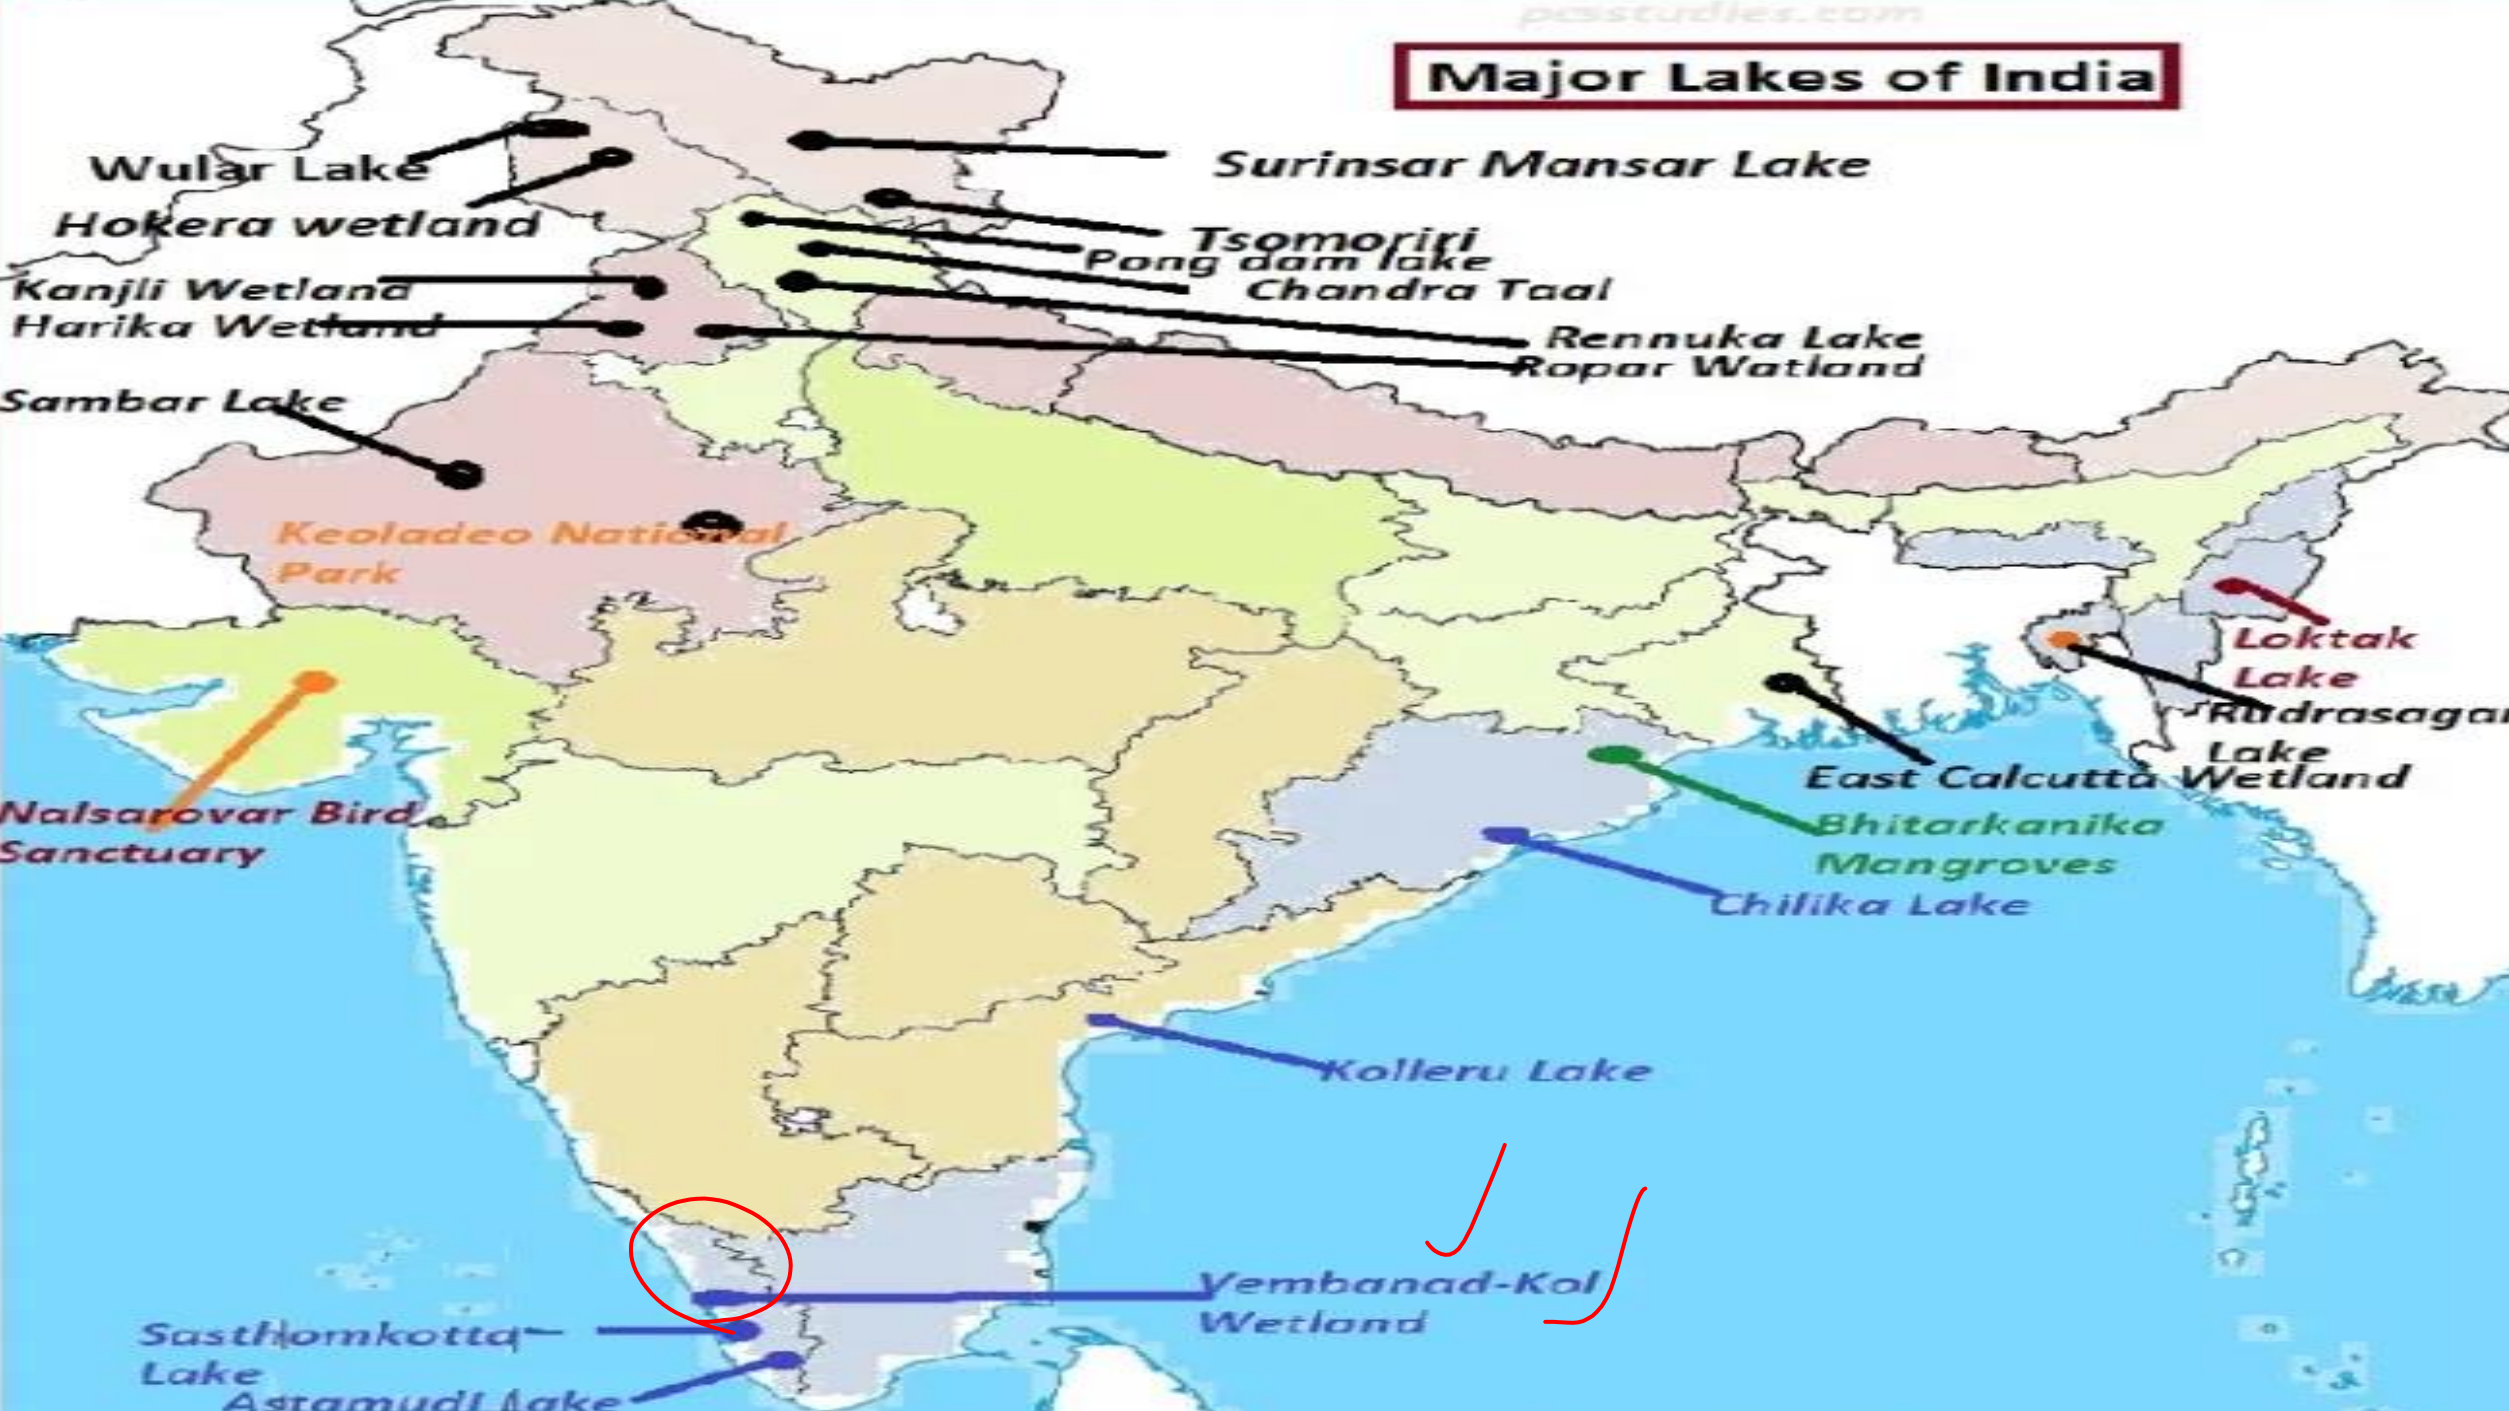 pcsstudies.com
Major Lakes of India
Wular Lake
Surinsar Mansar Lake
Hokera wetland
Tsomoriri
Pong dam lake
Kanjli Wetland
Chandra Taal
Harika Wetland
Rennuka Lake
Ropar Watland
Sambar Lake
Keoladeo National
Park
Loktak
Lake
Rudrasagar
Lake
East Calcutta Wetland
Nalsarovar Bird
Sanctuary
Bhitarkanika
Mangroves
Chilika Lake
Kolleru Lake
Vembanad-Kol
Wetland
Sasthomkotta
Lake
Astamudi Lake